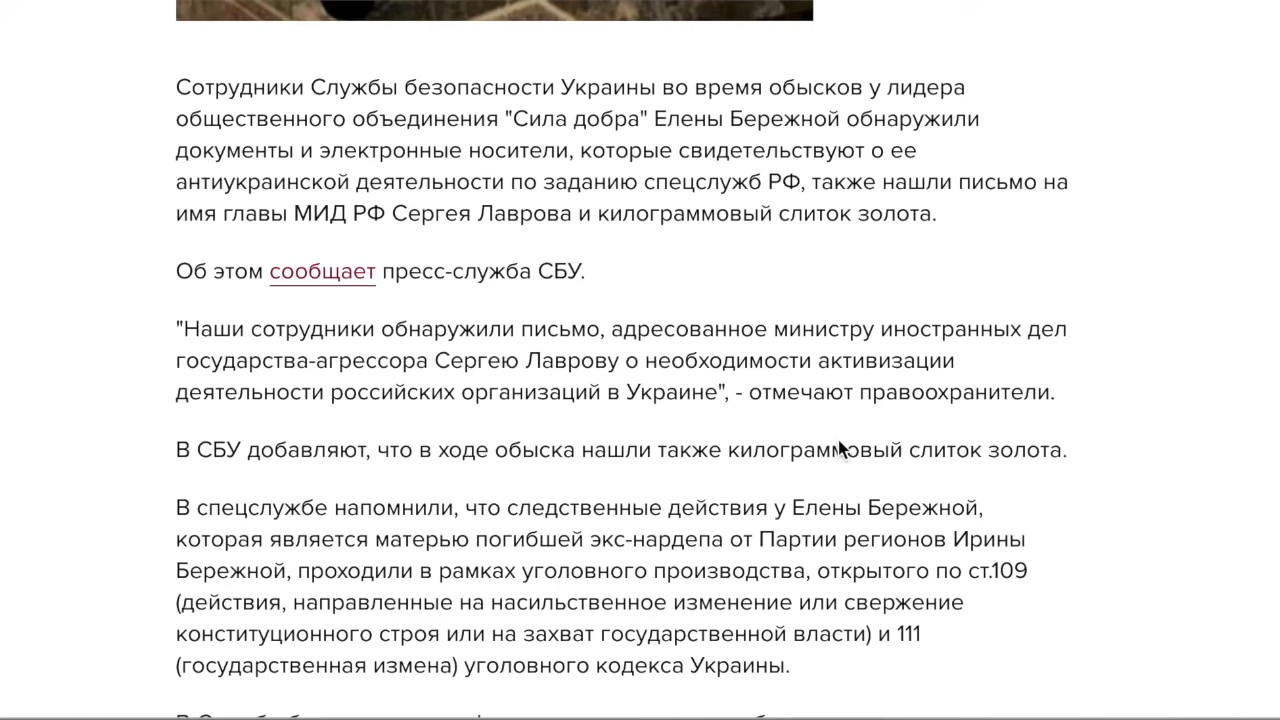 Сотрудники Службы безопасности Украины во время обысков у лидера
общественного объединения "Сила добра" Елены Бережной обнаружили
документы и электронные носители, которые свидетельствуют о ее
антиукраинской деятельности по заданию спецслужб РФ, также нашли письмо на
имя главы МИД РФ Сергея Лаврова и килограммовый слиток золота.
Об этом сообщает пресс-служба СБУ.
"Наши сотрудники обнаружили письмо, адресованное министру иностранных дел
государства-агрессора Сергею Лаврову о необходимости активизации
деятельности российских организаций в Украине", - отмечают правоохранители.
В СБУ добавляют, что в ходе обыска нашли также килограммовый слиток золота.
В спецслужбе напомнили, что следственные действия у Елены Бережной,
которая является матерью погибшей экс-нардепа от Партии регионов Ирины
Бережной, проходили в рамках уголовного производства, открытого по ст.109
(действия, направленные на насильственное изменение или свержение
конституционного строя или на захват государственной власти) и 111
(государственная измена) уголовного кодекса Украины.